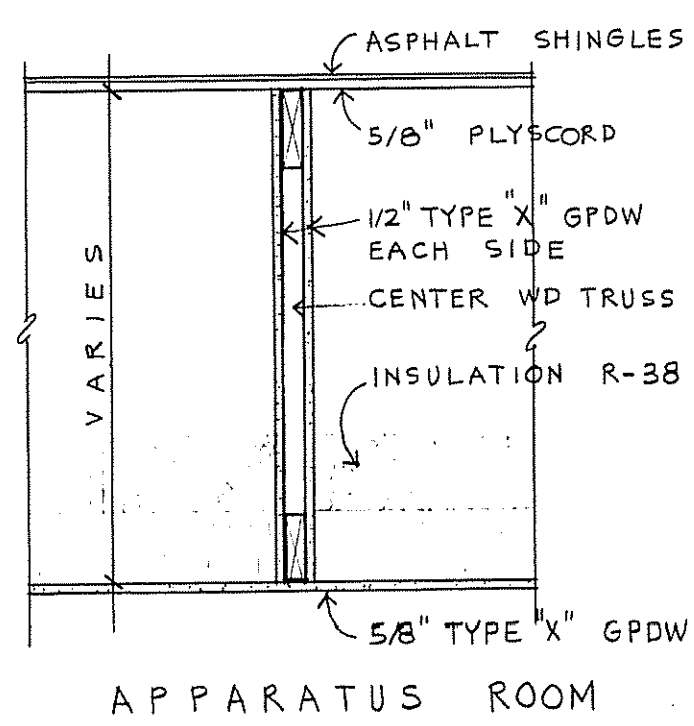 ASPHALT SHINGLES
5/8" PLYSCORD
1/2" TYPE "X" GPDW
EACH SIDE
CENTER WD TRUSS
INSULATION R-38
VARIES
5/8" TYPE "X" GPDW
APPARATUS ROOM